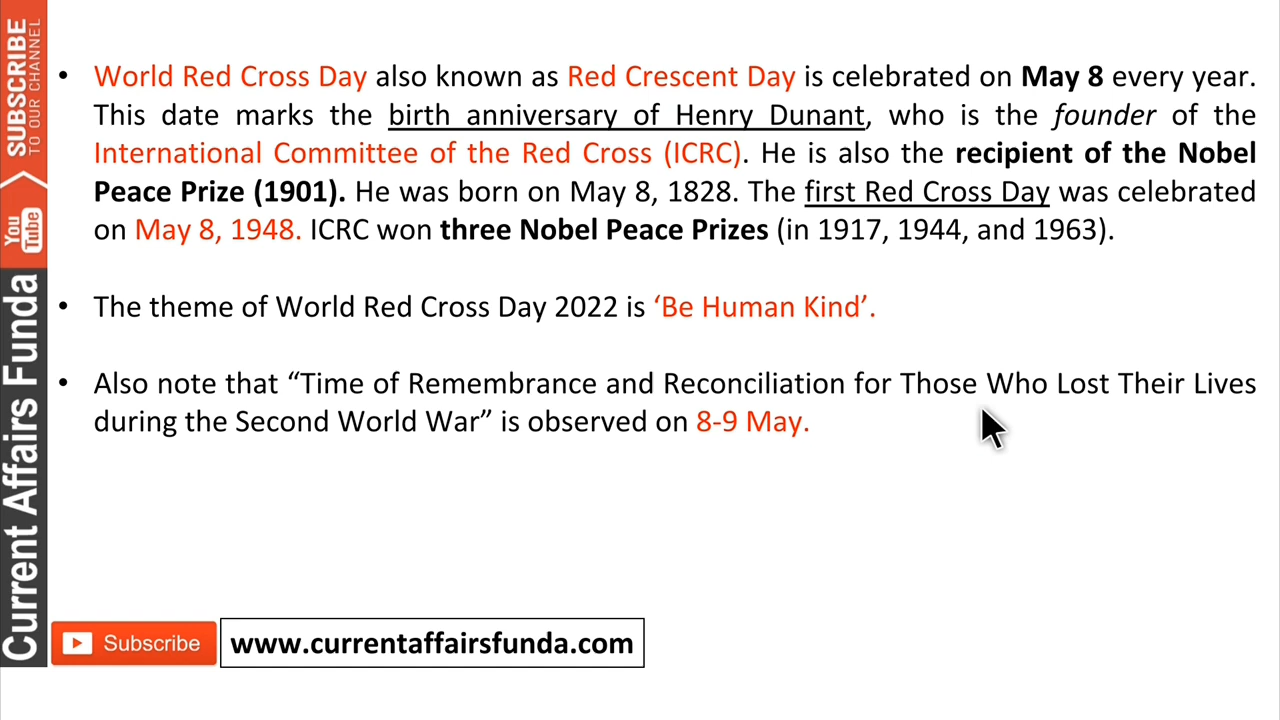 • World Red Cross Day also known as Red Crescent Day is celebrated on May 8 every year.
This date marks the birth anniversary of Henry Dunant, who is the founder of the
International Committee of the Red Cross (ICRC). He is also the recipient of the Nobel
Peace Prize (1901). He was born on May 8, 1828. The first Red Cross Day was celebrated
on May 8, 1948. ICRC won three Nobel Peace Prizes (in 1917, 1944, and 1963).
• The theme of World Red Cross Day 2022 is ‘Be Human Kind’.
• Also note that “Time of Remembrance and Reconciliation for Those Who Lost Their Lives
during the Second World War” is observed on 8-9 May.
SUBSCRIBE
TO OUR CHANNEL
You
Tube
Current Affairs Funda
Subscribe
www.currentaffairsfunda.com